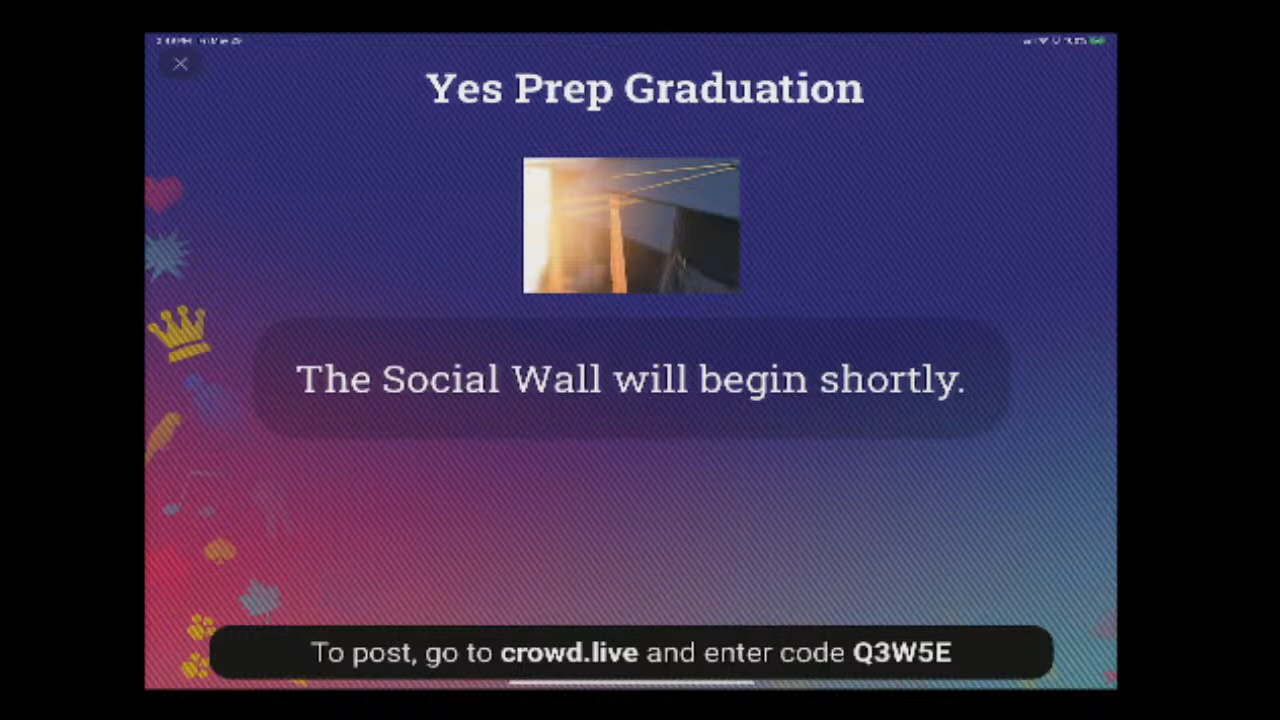 Yes Prep Graduation
The Social Wall will begin shortly.
To post, go to crowd.live and enter code Q3W5E